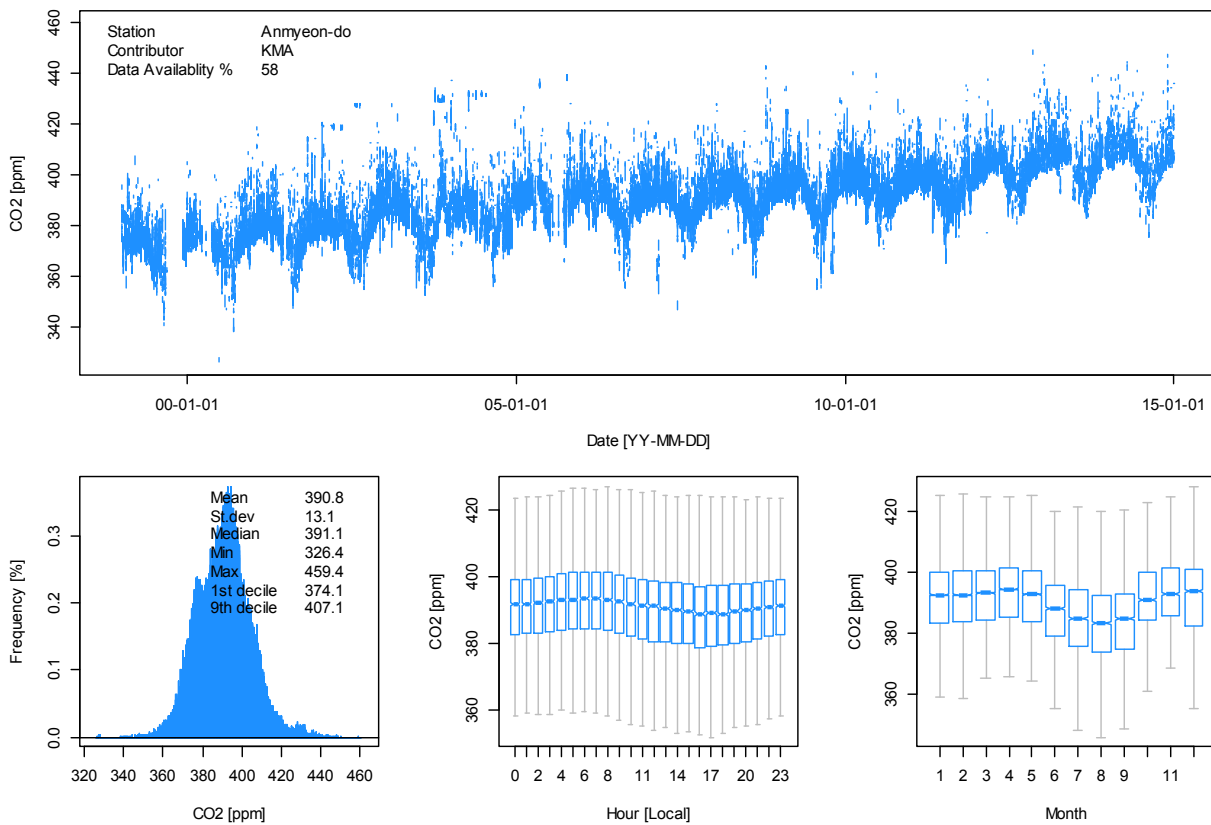 460
440
420
400
380
360
340
CO2 [ppm]
Station Anmyeon-do
Contributor KMA
Data Availablity % 58
00-01-01 05-01-01 10-01-01 15-01-01
Date [YY-MM-DD]
Frequency [%]
0.3
0.2
0.1
0.0
Mean 390.8
St.dev 13.1
Median 391.1
Min 326.4
Max 459.4
1st decile 374.1
9th decile 407.1
320 340 360 380 400 420 440 460
CO2 [ppm]
CO2 [ppm]
420
400
380
360
0 2 4 6 8 11 14 17 20 23
Hour [Local]
CO2 [ppm]
420
400
380
360
1 2 3 4 5 6 7 8 9 11
Month